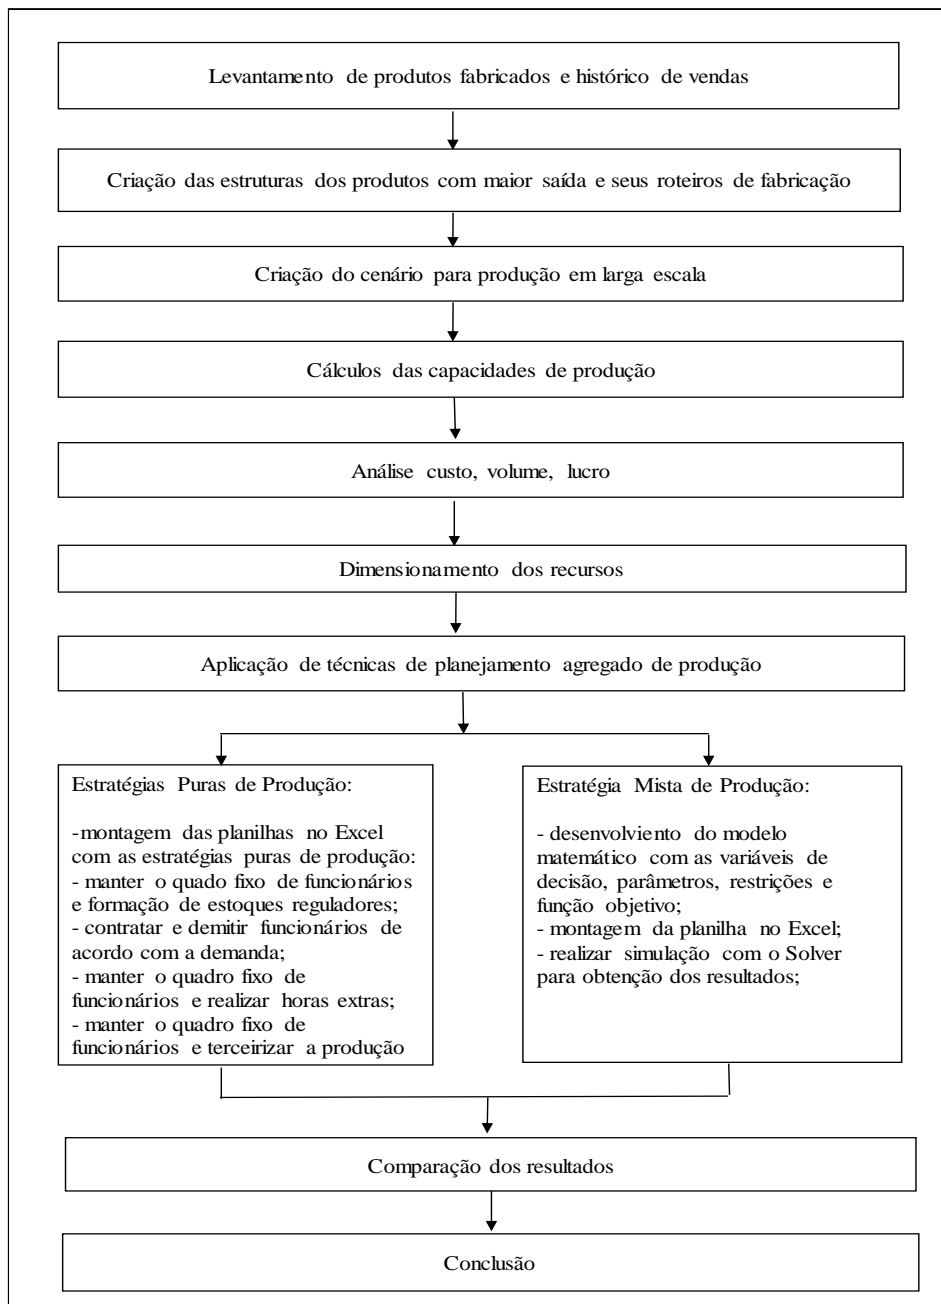 Levantamento de produtos fabricados e histórico de vendas
Criação das estruturas dos produtos com maior saída e seus roteiros de fabricação
Criação do cenário para produção em larga escala
Cálculos das capacidades de produção
Análise custo, volume, lucro
Dimensionamento dos recursos
Aplicação de técnicas de planejamento agregado de produção
Estratégias Puras de Produção:
-montagem das planilhas no Excel
com as estratégias puras de produção:
- manter o quado fixo de funcionários
e formação de estoques reguladores;
- contratar e demitir funcionários de
acordo com a demanda;
- manter o quadro fixo de
funcionários e realizar horas extras;
- manter o quadro fixo de
funcionários e terceirizar a produção
Estratégia Mista de Produção:
- desenvolviento do modelo
matemático com as variáveis de
decisão, parâmetros, restrições e
função objetivo;
- montagem da planilha no Excel;
- realizar simulação com o Solver
para obtenção dos resultados;
Comparação dos resultados
Conclusão